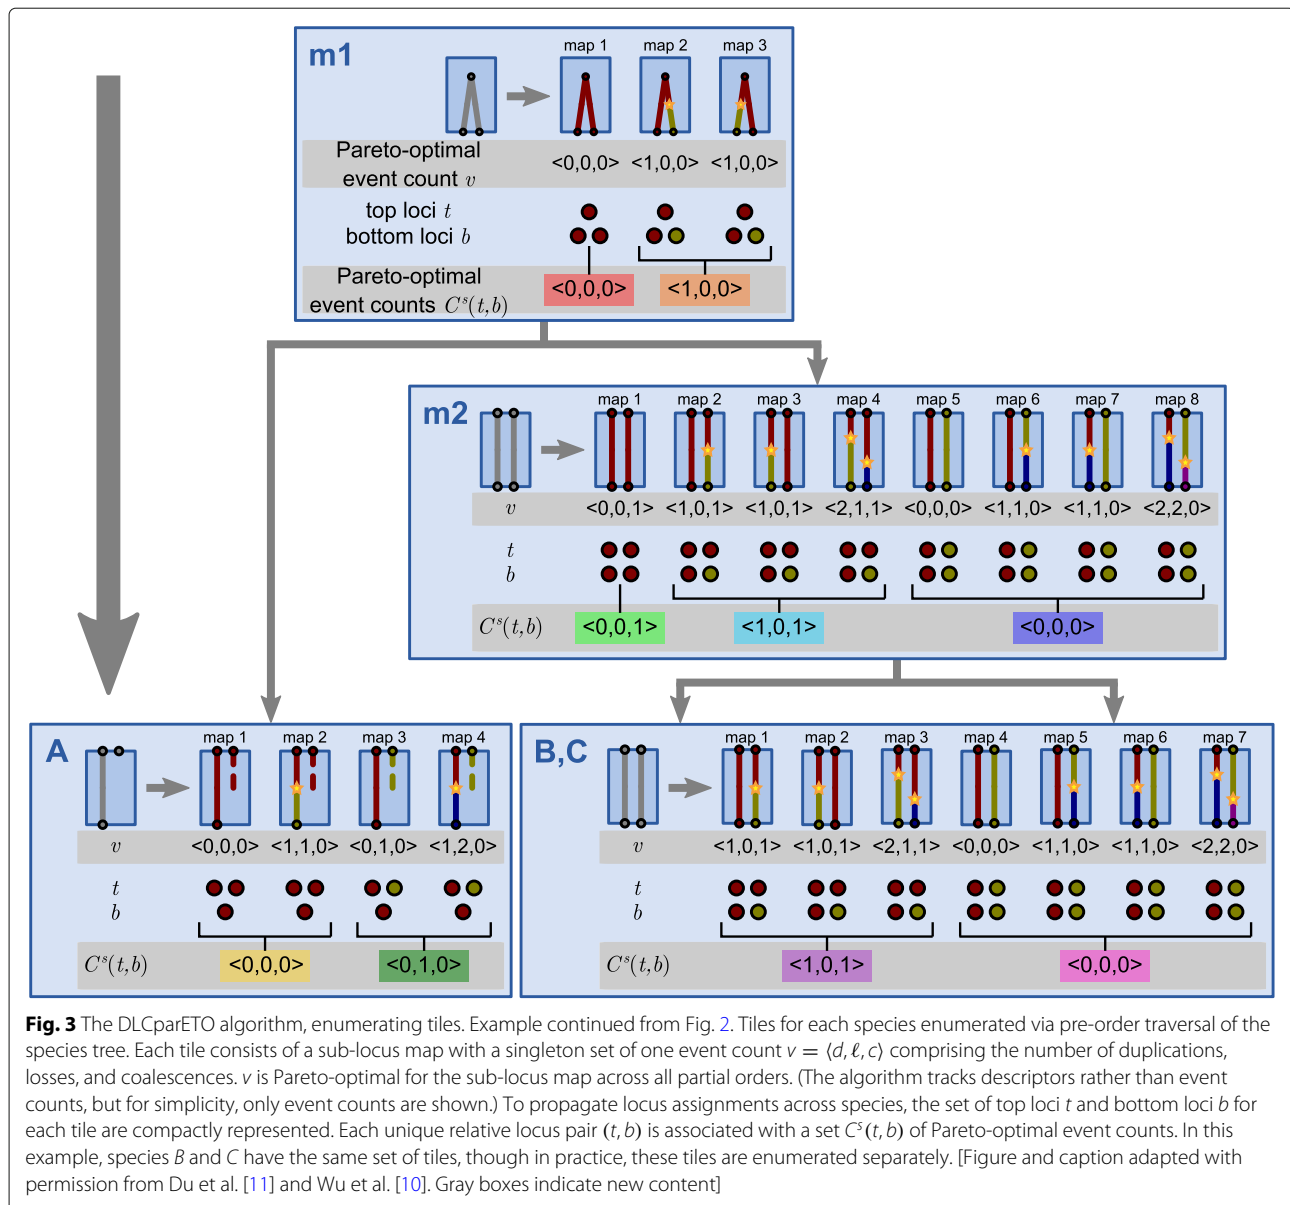 m1
map 1 map 2 map 3
Pareto-optimal
event count v
<0,0,0> <1,0,0> <1,0,0>
top loci t
bottom loci b
Pareto-optimal
event counts Cˢ(t,b)
<0,0,0> <1,0,0>
m2
map 1 map 2 map 3 map 4 map 5 map 6 map 7 map 8
v <0,0,1> <1,0,1> <1,0,1> <2,1,1> <0,0,0> <1,1,0> <1,1,0> <2,2,0>
t
b
Cˢ(t,b) <0,0,1> <1,0,1> <0,0,0>
A
map 1 map 2 map 3 map 4
v <0,0,0> <1,1,0> <0,1,0> <1,2,0>
t
b
Cˢ(t,b) <0,0,0> <0,1,0>
B,C
map 1 map 2 map 3 map 4 map 5 map 6 map 7
v <1,0,1> <1,0,1> <2,1,1> <0,0,0> <1,1,0> <1,1,0> <2,2,0>
t
b
Cˢ(t,b) <1,0,1> <0,0,0>
Fig. 3 The DLCparETO algorithm, enumerating tiles. Example continued from Fig. 2. Tiles for each species enumerated via pre-order traversal of the
species tree. Each tile consists of a sub-locus map with a singleton set of one event count v = ⟨d, ℓ, c⟩ comprising the number of duplications,
losses, and coalescences. v is Pareto-optimal for the sub-locus map across all partial orders. (The algorithm tracks descriptors rather than event
counts, but for simplicity, only event counts are shown.) To propagate locus assignments across species, the set of top loci t and bottom loci b for
each tile are compactly represented. Each unique relative locus pair (t, b) is associated with a set Cˢ(t, b) of Pareto-optimal event counts. In this
example, species B and C have the same set of tiles, though in practice, these tiles are enumerated separately. [Figure and caption adapted with
permission from Du et al. [11] and Wu et al. [10]. Gray boxes indicate new content]